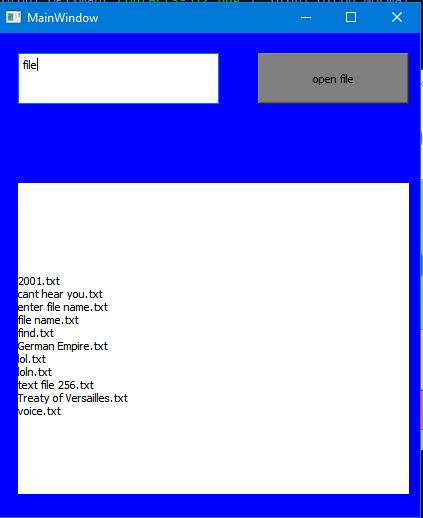 MainWindow
file
open file
2001.txt
cant hear you.txt
enter file name.txt
file name.txt
find.txt
German Empire.txt
lol.txt
loln.txt
text file 256.txt
Treaty of Versailles.txt
voice.txt